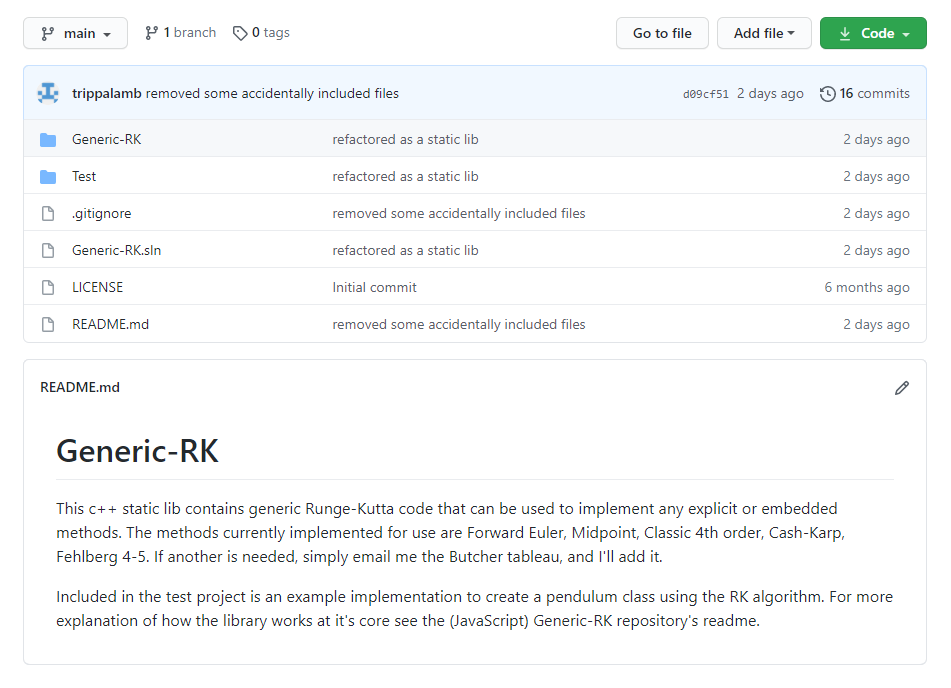 main 1 branch 0 tags Go to file Add file Code
trippalamb removed some accidentally included files d09cf51 2 days ago 16 commits
Generic-RK refactored as a static lib 2 days ago
Test refactored as a static lib 2 days ago
.gitignore removed some accidentally included files 2 days ago
Generic-RK.sln refactored as a static lib 2 days ago
LICENSE Initial commit 6 months ago
README.md removed some accidentally included files 2 days ago
README.md
Generic-RK
This c++ static lib contains generic Runge-Kutta code that can be used to implement any explicit or embedded
methods. The methods currently implemented for use are Forward Euler, Midpoint, Classic 4th order, Cash-Karp,
Fehlberg 4-5. If another is needed, simply email me the Butcher tableau, and I'll add it.
Included in the test project is an example implementation to create a pendulum class using the RK algorithm. For more
explanation of how the library works at it's core see the (JavaScript) Generic-RK repository's readme.